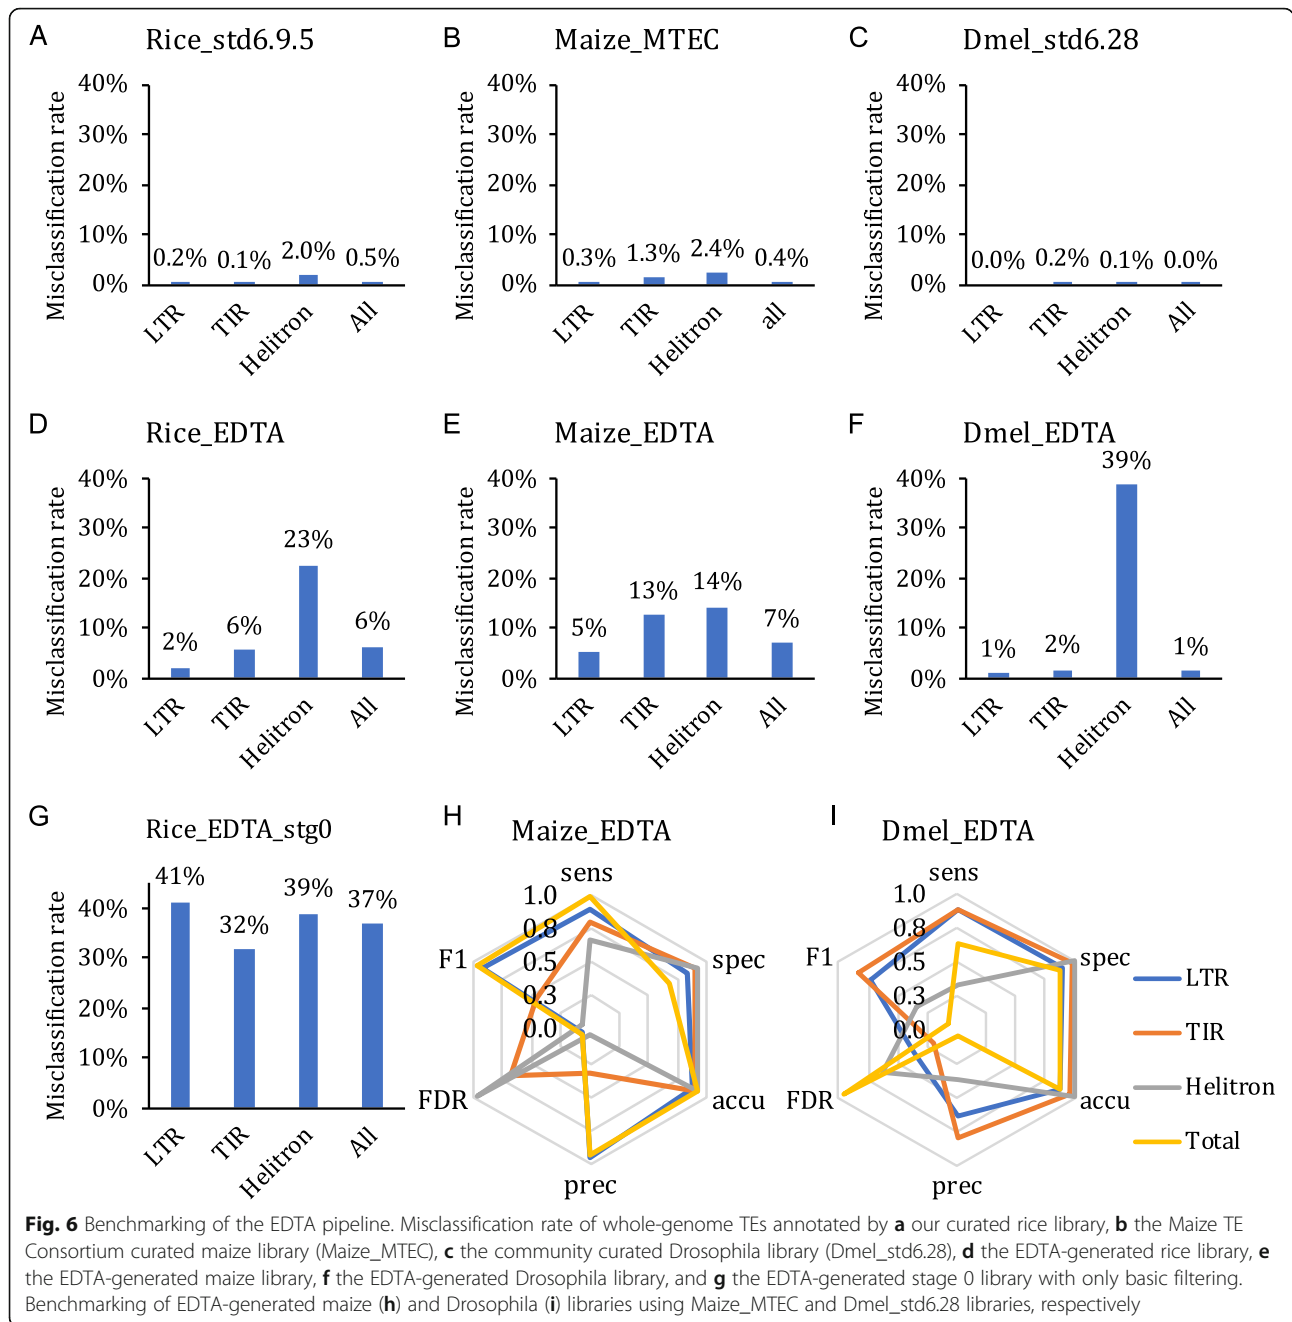 A
Rice_std6.9.5
Misclassification rate
40%
30%
20%
10%
0%
0.2%
0.1%
2.0%
0.5%
LTR
TIR
Helitron
All
B
Maize_MTEC
Misclassification rate
40%
30%
20%
10%
0%
0.3%
1.3%
2.4%
0.4%
LTR
TIR
Helitron
all
C
Dmel_std6.28
Misclassification rate
40%
30%
20%
10%
0%
0.0%
0.2%
0.1%
0.0%
LTR
TIR
Helitron
All
D
Rice_EDTA
Misclassification rate
40%
30%
20%
10%
0%
2%
6%
23%
6%
LTR
TIR
Helitron
All
E
Maize_EDTA
Misclassification rate
40%
30%
20%
10%
0%
5%
13%
14%
7%
LTR
TIR
Helitron
All
F
Dmel_EDTA
Misclassification rate
40%
30%
20%
10%
0%
1%
2%
39%
1%
LTR
TIR
Helitron
All
G
Rice_EDTA_stg0
Misclassification rate
40%
30%
20%
10%
0%
41%
32%
39%
37%
LTR
TIR
Helitron
All
H
Maize_EDTA
sens
1.0
0.8
0.5
0.3
0.0
F1
spec
FDR
accu
prec
I
Dmel_EDTA
sens
1.0
0.8
0.5
0.3
0.0
F1
spec
FDR
accu
prec
LTR
TIR
Helitron
Total
Fig. 6 Benchmarking of the EDTA pipeline. Misclassification rate of whole-genome TEs annotated by a our curated rice library, b the Maize TE
Consortium curated maize library (Maize_MTEC), c the community curated Drosophila library (Dmel_std6.28), d the EDTA-generated rice library, e
the EDTA-generated maize library, f the EDTA-generated Drosophila library, and g the EDTA-generated stage 0 library with only basic filtering.
Benchmarking of EDTA-generated maize (h) and Drosophila (i) libraries using Maize_MTEC and Dmel_std6.28 libraries, respectively